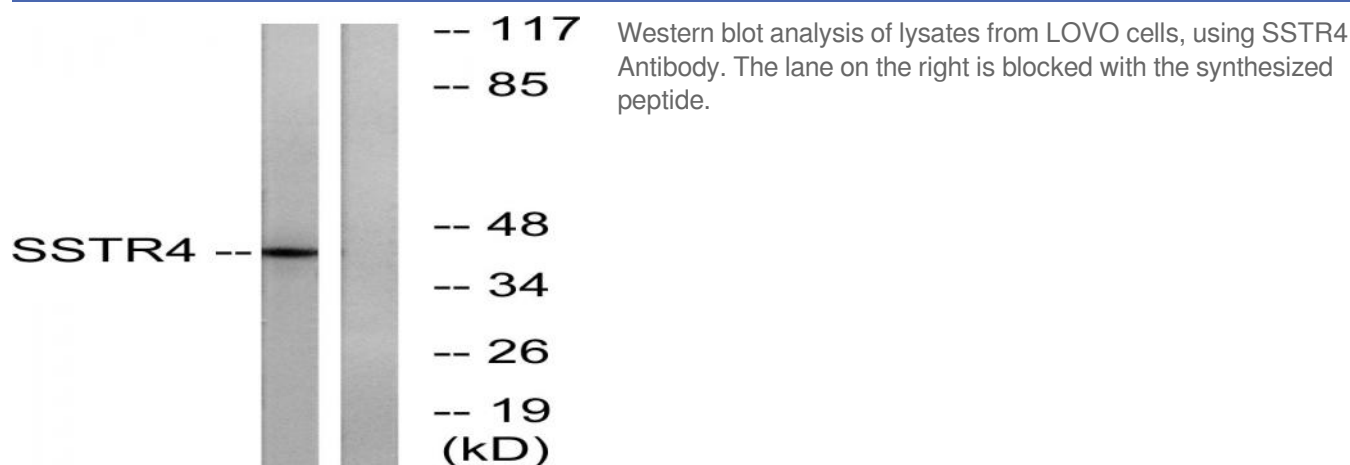 -- 117
-- 85
SSTR4 --
-- 48
-- 34
-- 26
-- 19
(kD)
Western blot analysis of lysates from LOVO cells, using SSTR4
Antibody. The lane on the right is blocked with the synthesized
peptide.